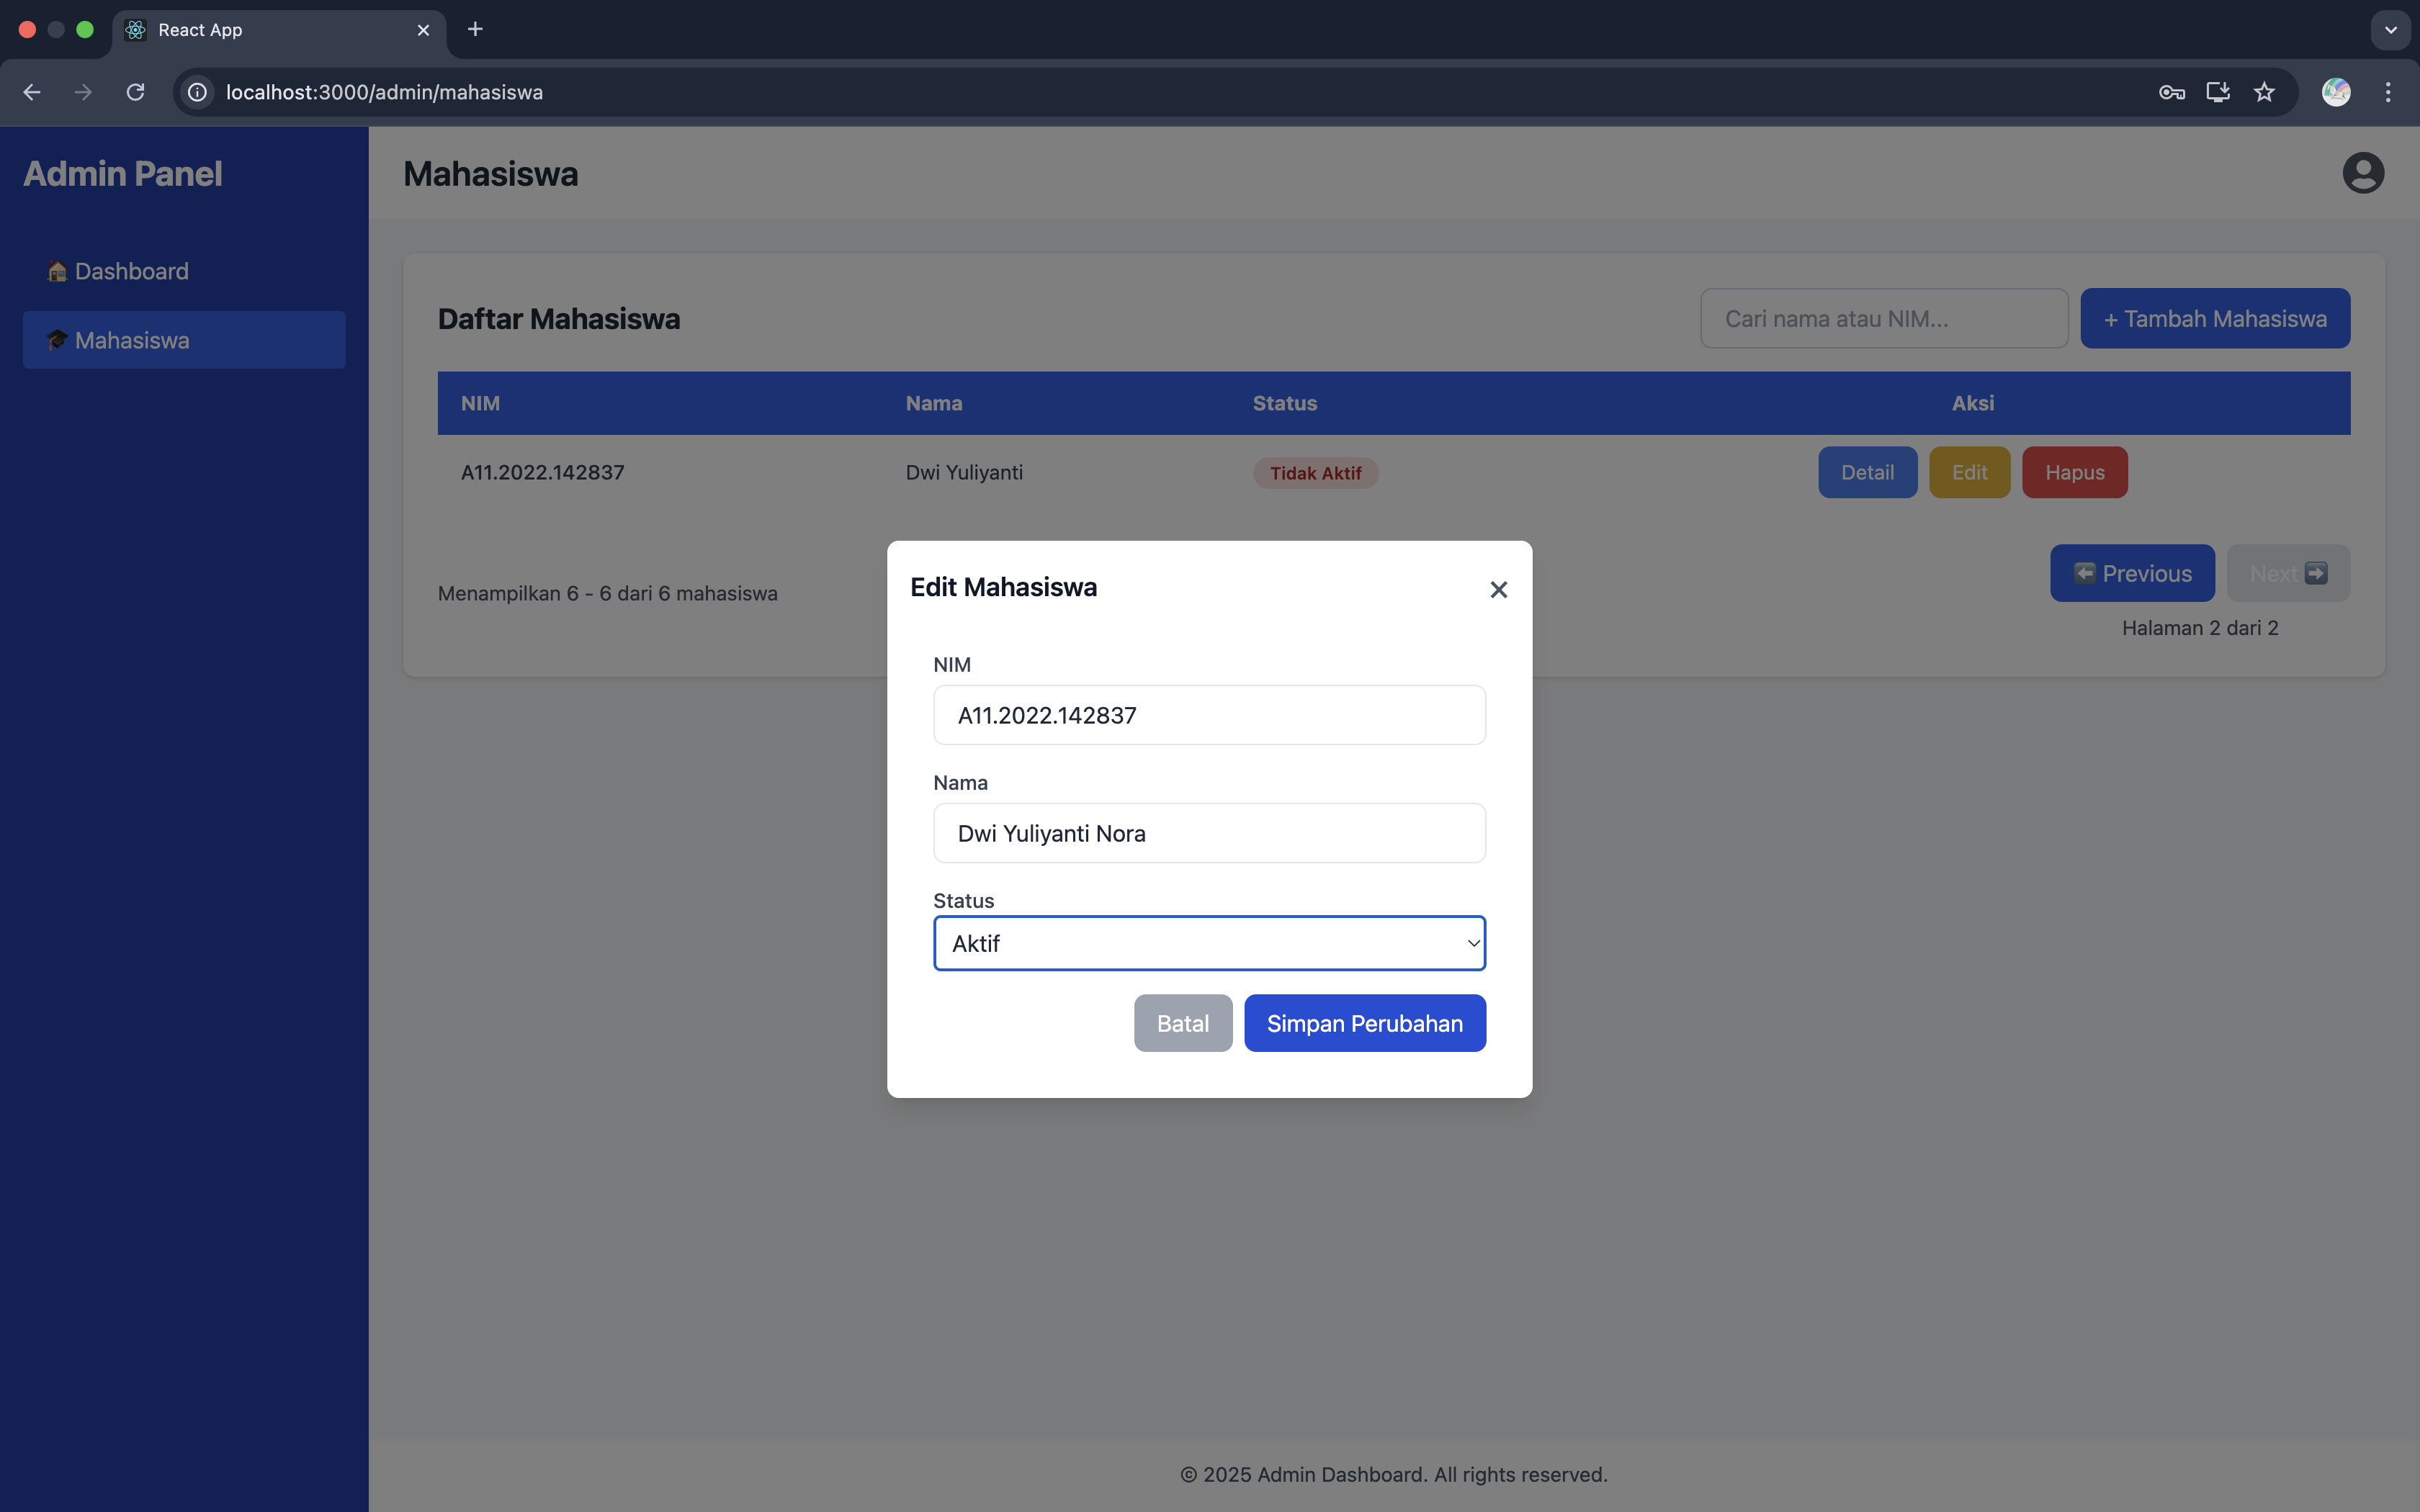 React App
localhost:3000/admin/mahasiswa
Admin Panel
Dashboard
Mahasiswa
Mahasiswa
Daftar Mahasiswa
Cari nama atau NIM...
+ Tambah Mahasiswa
NIM Nama Status Aksi
A11.2022.142837 Dwi Yuliyanti Tidak Aktif Detail Edit Hapus
Menampilkan 6 - 6 dari 6 mahasiswa
Previous Next
Halaman 2 dari 2
Edit Mahasiswa
NIM
A11.2022.142837
Nama
Dwi Yuliyanti Nora
Status
Aktif
Batal Simpan Perubahan
© 2025 Admin Dashboard. All rights reserved.